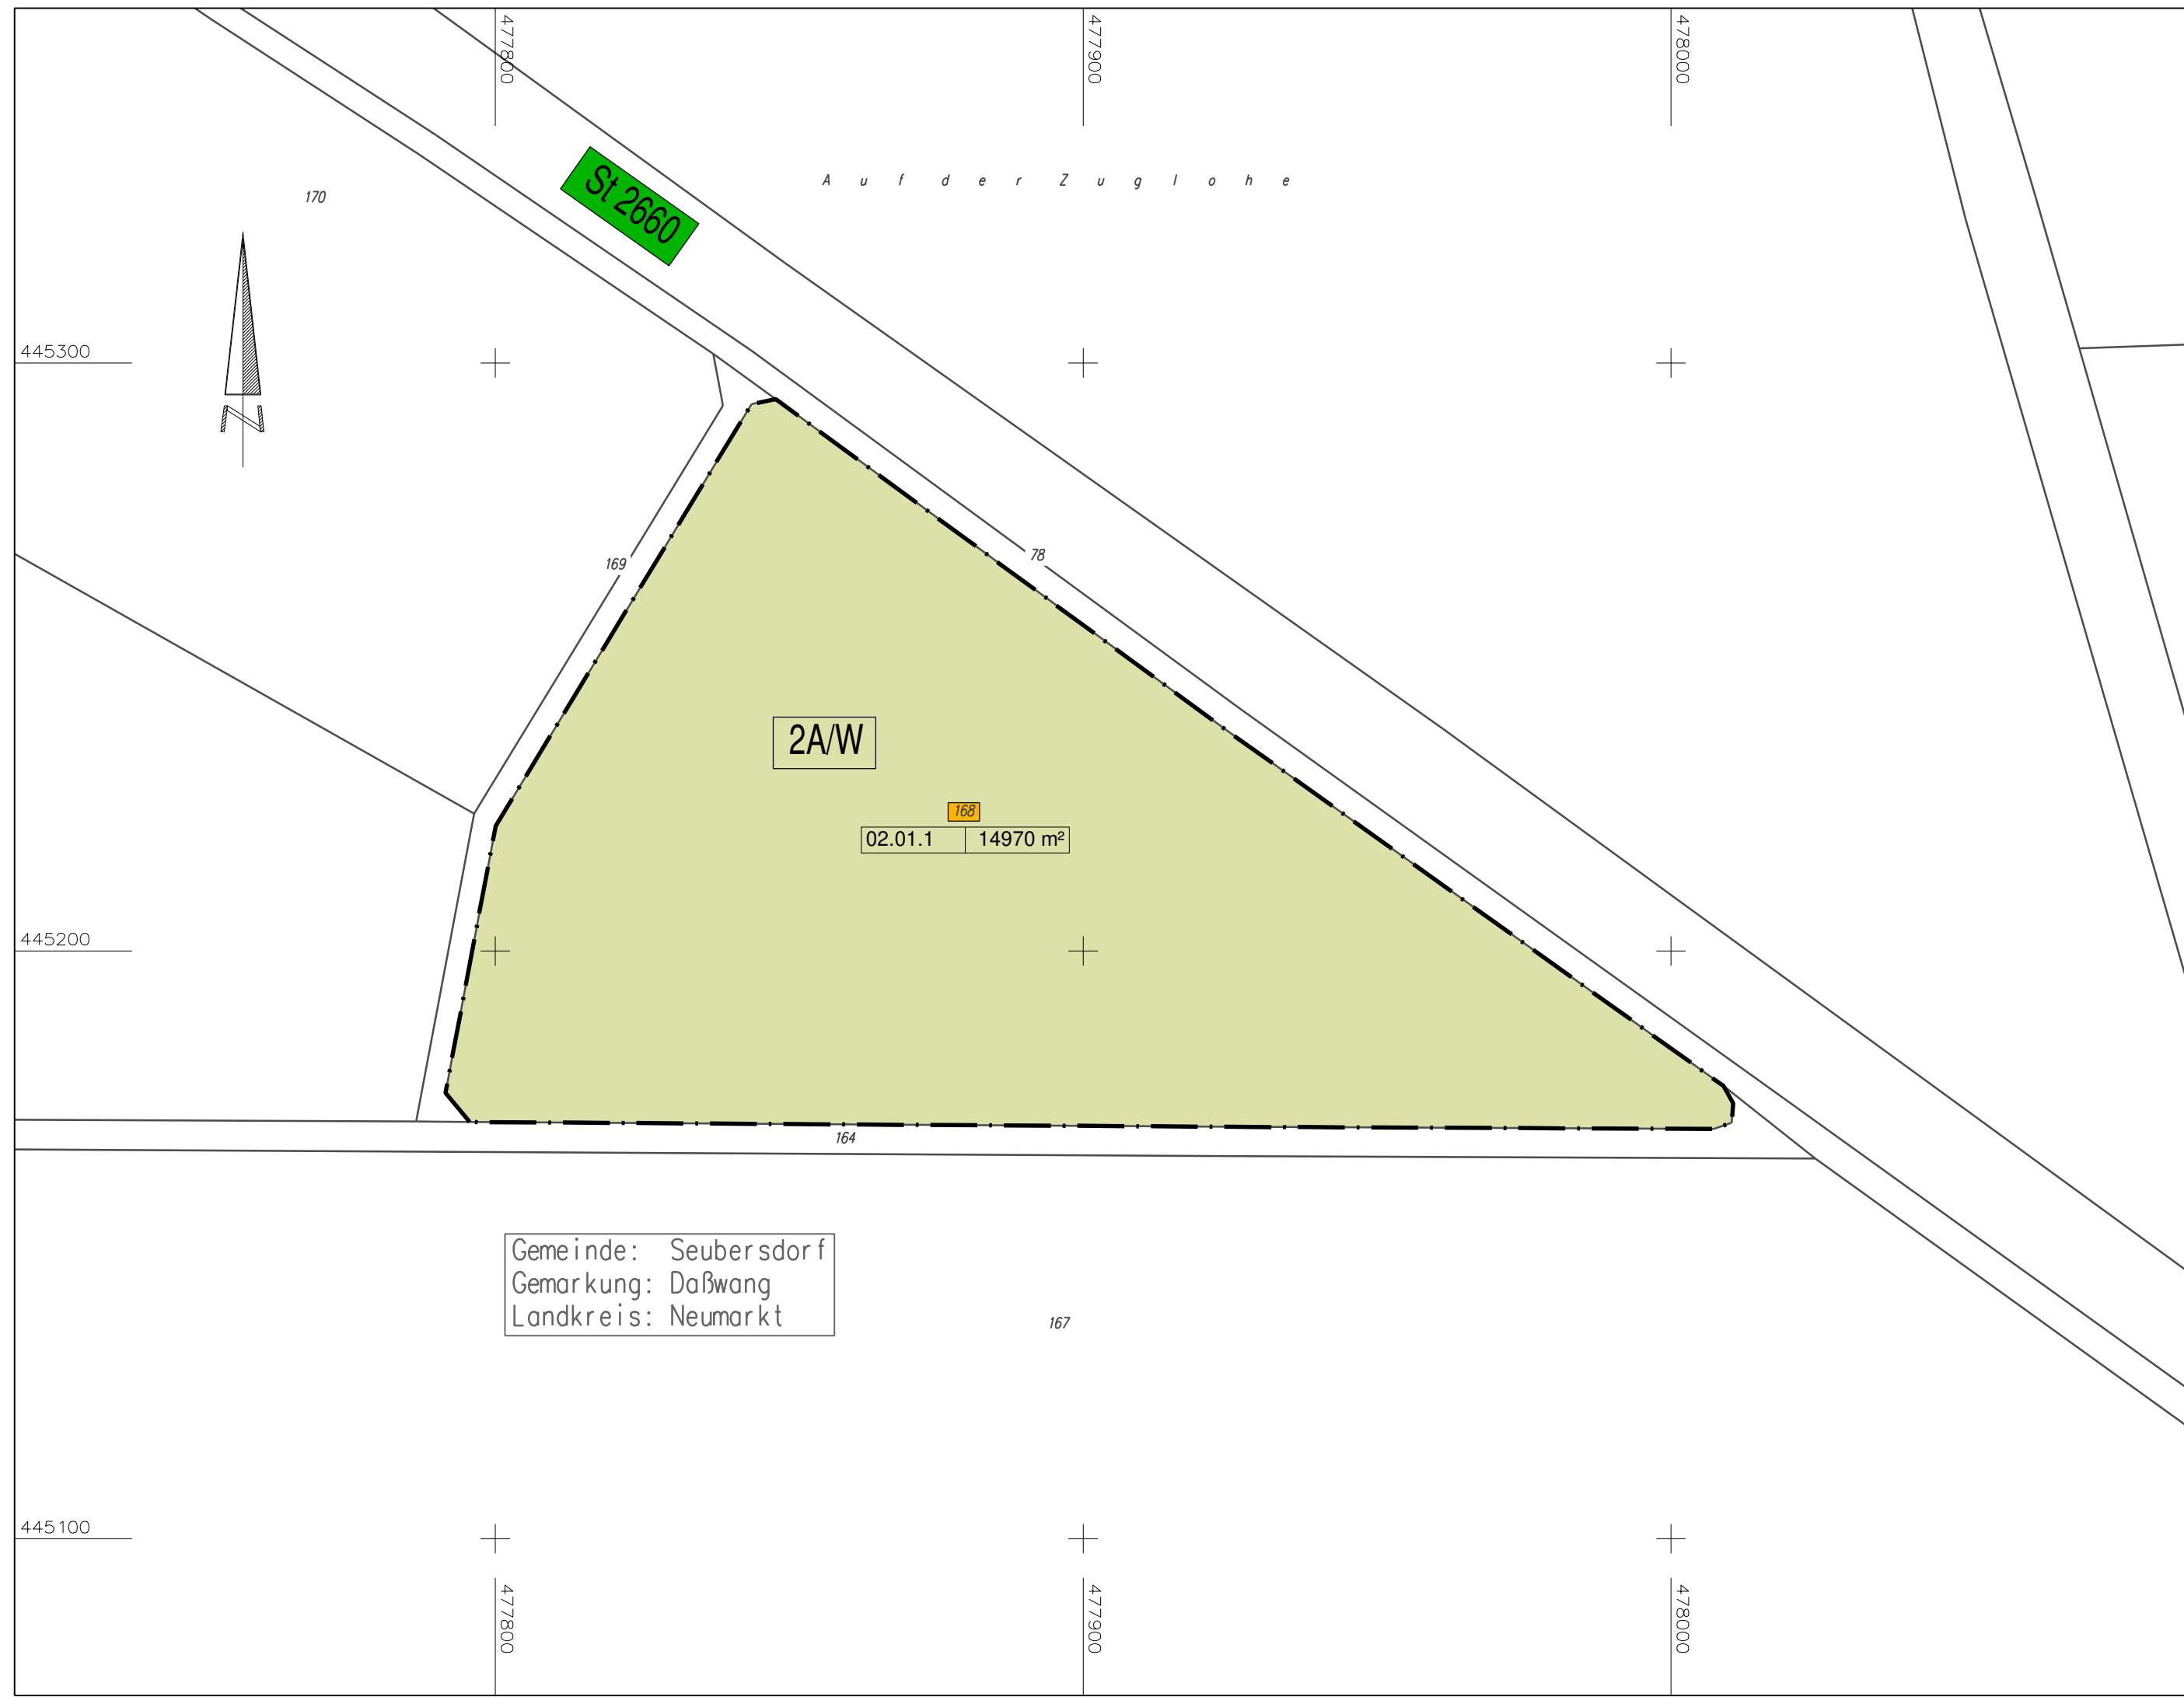 477800
477900
478000
A u f d e r Z u g l o h e
St 2660
170
445300
169
78
2A/W
168
02.01.1 14970 m²
445200
164
Gemeinde: Seubersdorf
Gemarkung: Daßwang
Landkreis: Neumarkt
167
445100
477800
477900
478000
N